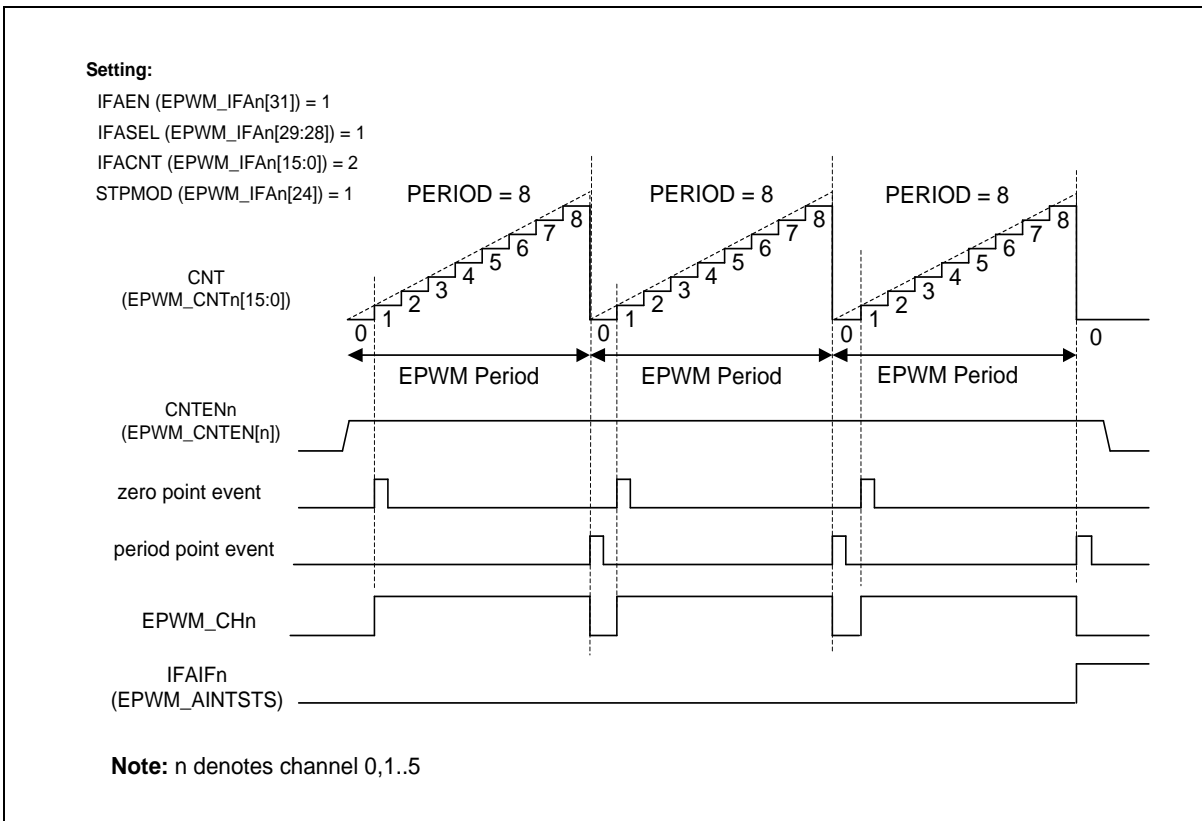 Setting:
IFAEN (EPWM_IFAn[31]) = 1
IFASEL (EPWM_IFAn[29:28]) = 1
IFACNT (EPWM_IFAn[15:0]) = 2
STPMOD (EPWM_IFAn[24]) = 1
PERIOD = 8
PERIOD = 8
PERIOD = 8
CNT
(EPWM_CNTn[15:0])
0 1 2 3 4 5 6 7 8
0 1 2 3 4 5 6 7 8
0 1 2 3 4 5 6 7 8
0
EPWM Period
EPWM Period
EPWM Period
CNTENn
(EPWM_CNTEN[n])
zero point event
period point event
EPWM_CHn
IFAIFn
(EPWM_AINTSTS)
Note: n denotes channel 0,1..5